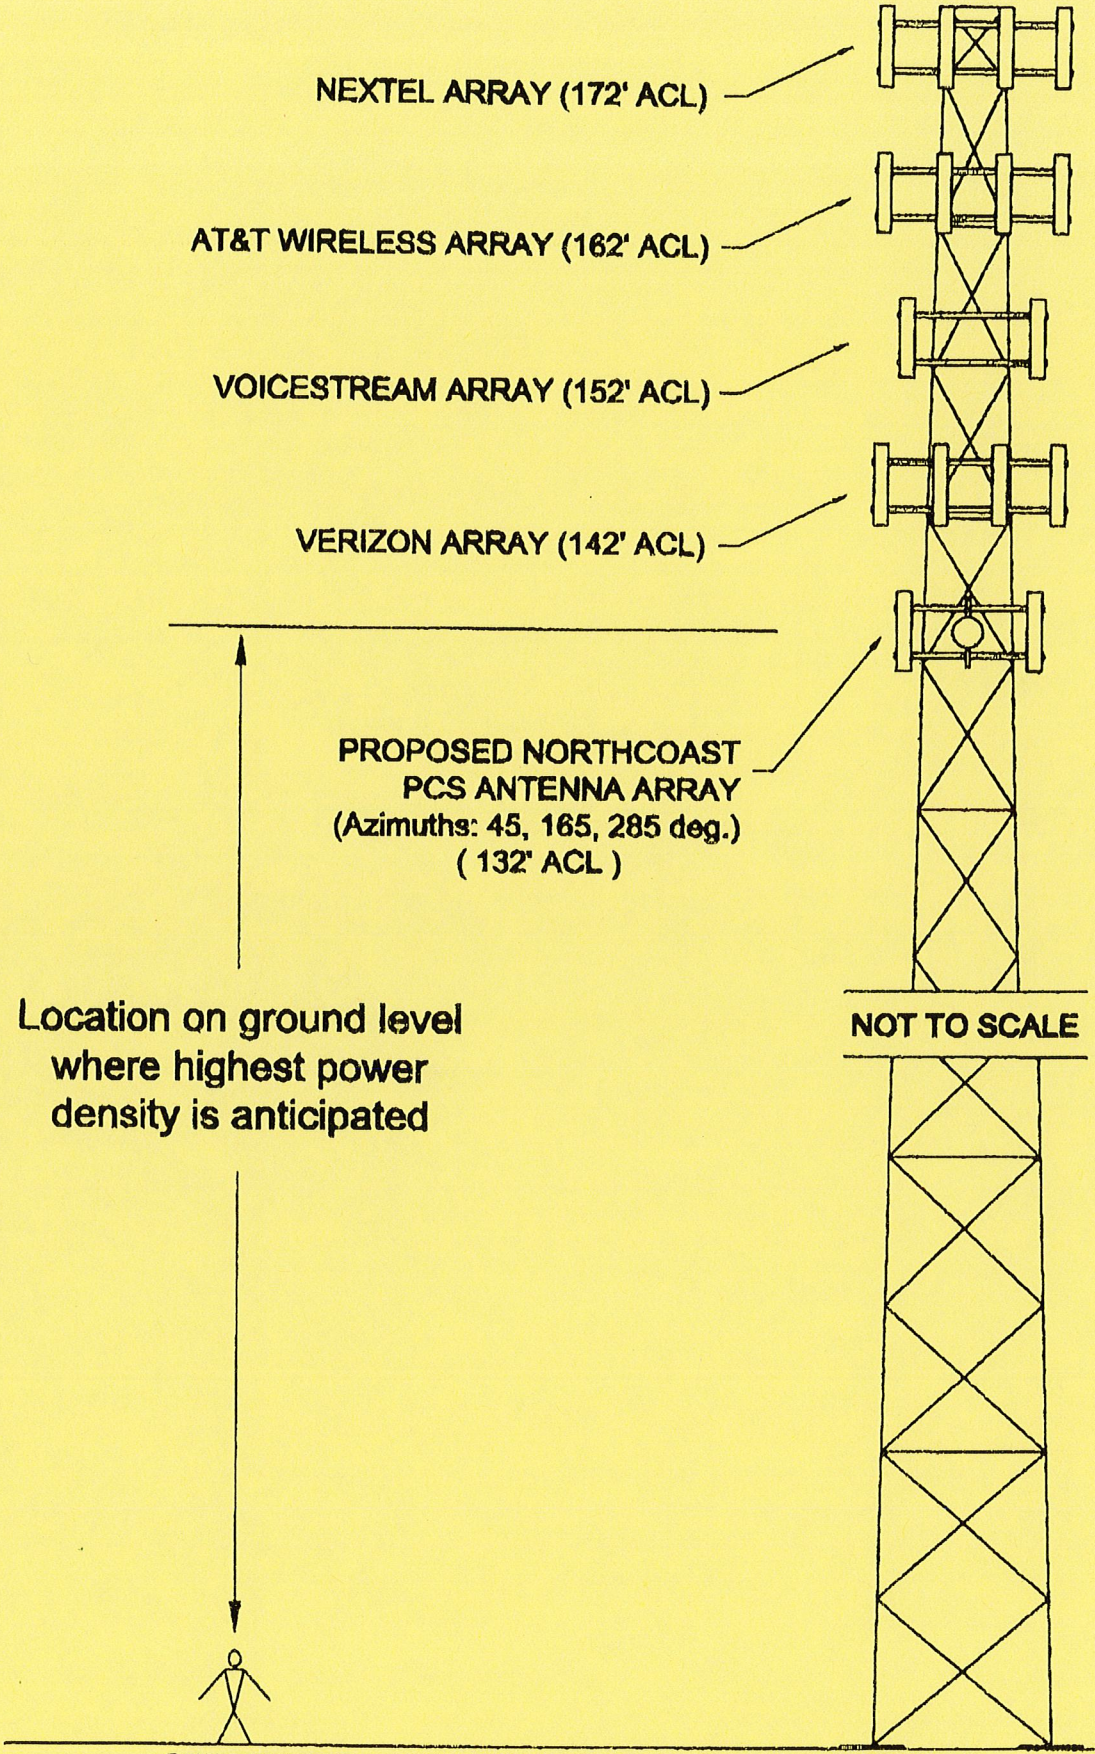 NEXTEL ARRAY (172' ACL)
AT&T WIRELESS ARRAY (162' ACL)
VOICESTREAM ARRAY (152' ACL)
VERIZON ARRAY (142' ACL)
PROPOSED NORTHCOAST
PCS ANTENNA ARRAY
(Azimuths: 45, 165, 285 deg.)
( 132' ACL )
Location on ground level
where highest power
density is anticipated
NOT TO SCALE